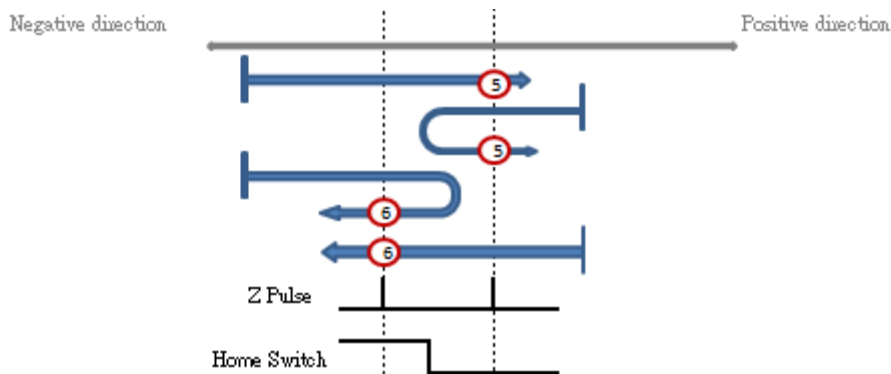 Negative direction
Positive direction
5
5
6
6
Z Pulse
Home Switch